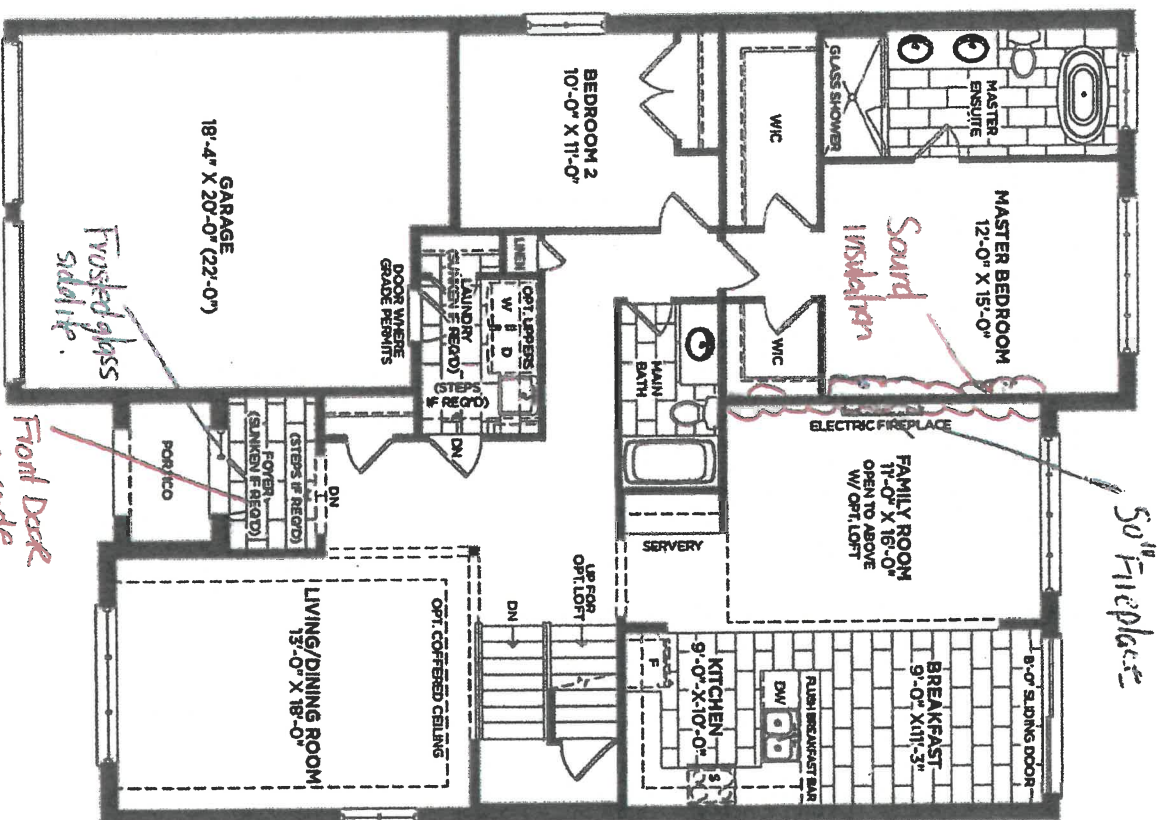 MASTER
ENSUITE
GLASS SHOWER
WIC
BEDROOM 2
10'-0" X 11'-0"
GARAGE
18'-4" X 20'-0" (22'-0")
MASTER BEDROOM
12'-0" X 15'-0"
Sound
Insulation
WIC
LINEN
OPT. UPPERS
W
D
LAUNDRY
(SUNKEN IF REQ'D)
(STEPS
IF REQ'D)
DOOR WHERE
GRADE PERMITS
Frosted glass
MAIN
BATH
ELECTRIC FIREPLACE
50" Fireplace
FAMILY ROOM
11'-0" X 16'-0"
OPEN TO ABOVE
W/ OPT. LOFT
SERVERY
DN
DN
(STEPS IF REQ'D)
FOYER
(SUNKEN IF REQ'D)
PORTICO
Front Door
UP FOR
OPT. LOFT
DN
OPT. COFFERED CEILING
LIVING/DINING ROOM
13'-0" X 18'-0"
F
KITCHEN
9'-0" X 10'-0"
DW
FLUSH BREAKFAST BAR
S
BREAKFAST
9'-0" X 11'-3"
8'-0" SLIDING DOOR